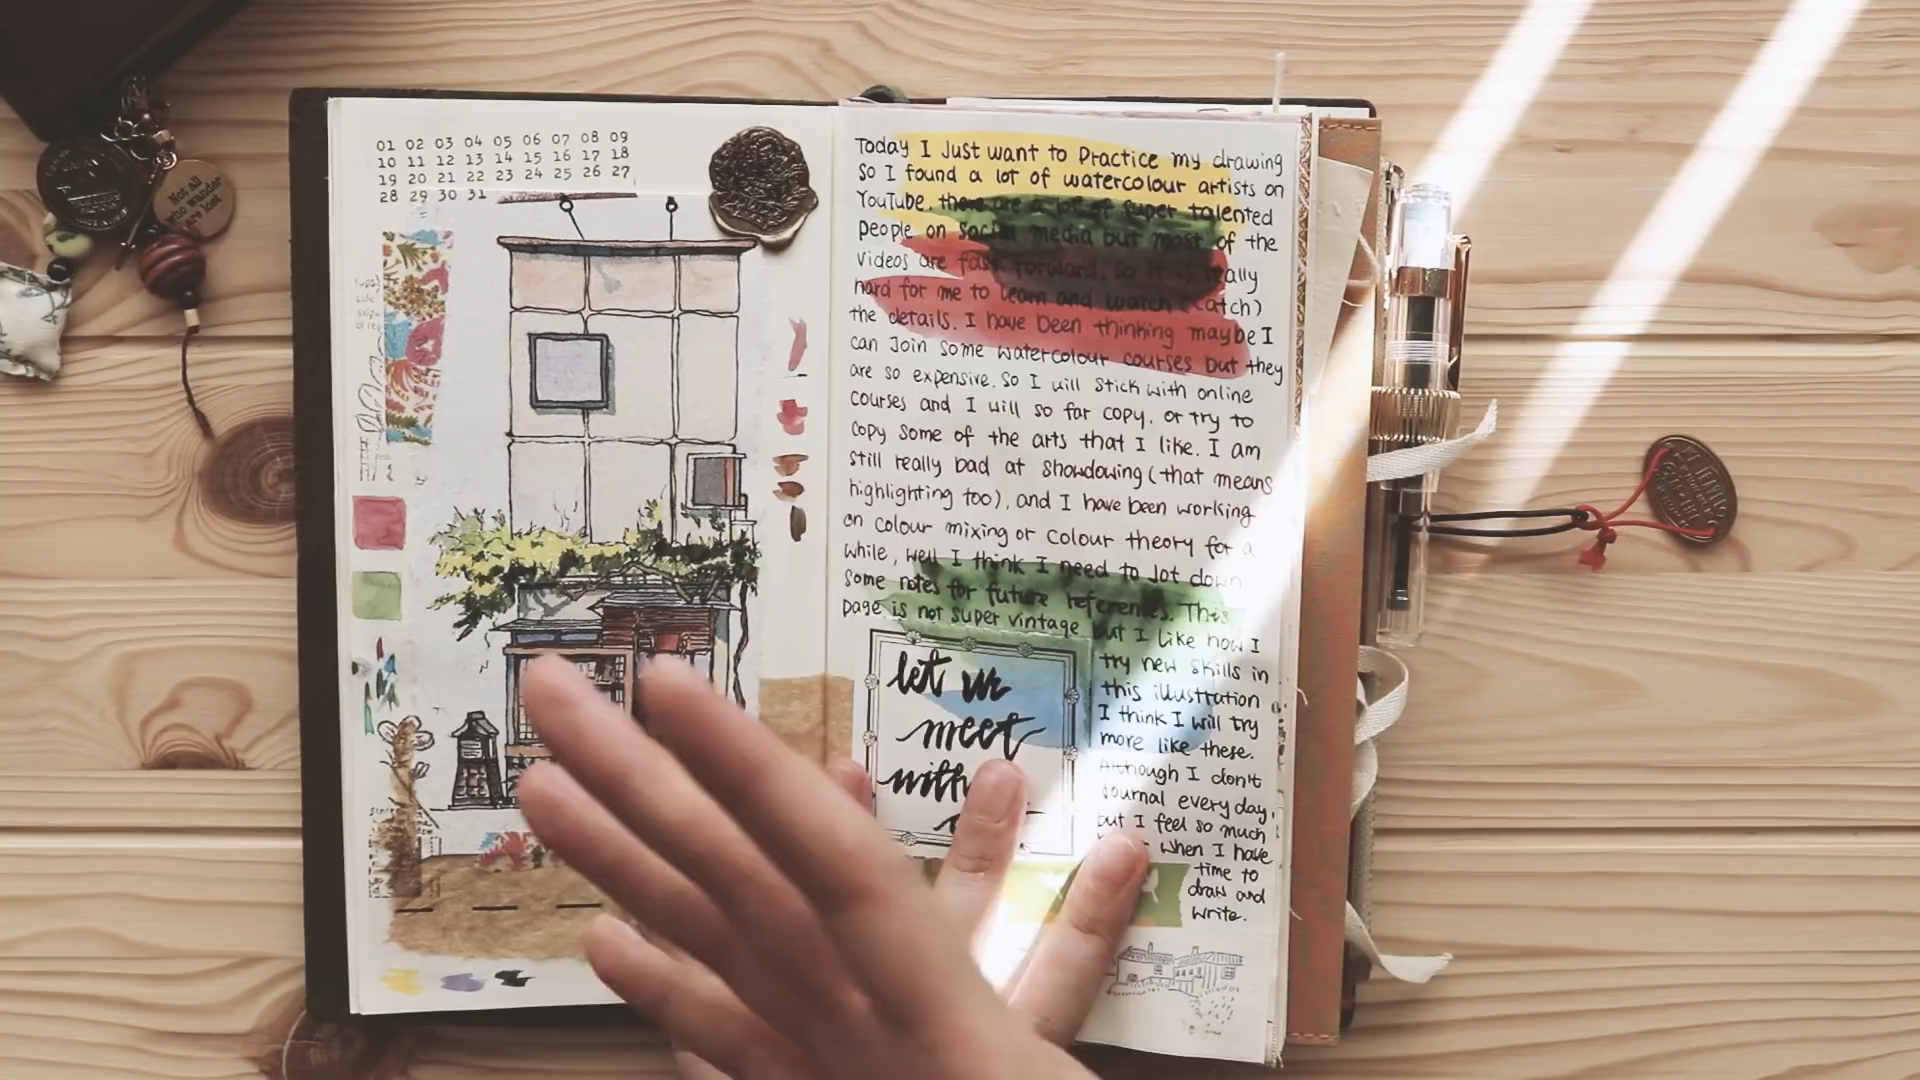 01 02 03 04 05 06 07 08 09
10 11 12 13 14 15 16 17 18
19 20 21 22 23 24 25 26 27
28 29 30 31
Not all
who wander
are lost
Today I Just want to Practice my drawing
So I found a lot of watercolour artists on
YouTube. there are a lot of super talented
people on social media but most of the
videos are fast forward, so it is really
hard for me to learn and watch (catch)
the details. I have been thinking maybe I
can Join some watercolour courses but they
are so expensive. So I will stick with online
courses and I will so far copy. or try to
copy some of the arts that I like. I am
still really bad at showdowing (that means
highlighting too), and I have been working
on colour mixing or colour theory for a
while, well I think I need to Jot down
Some notes for future references. This
page is not super vintage but I like how I
try new skills in
this illustration
I think I will try
more like these.
Although I don't
Journal every day,
but I feel so much
when I have
time to
draw and
write.
let us
meet
with